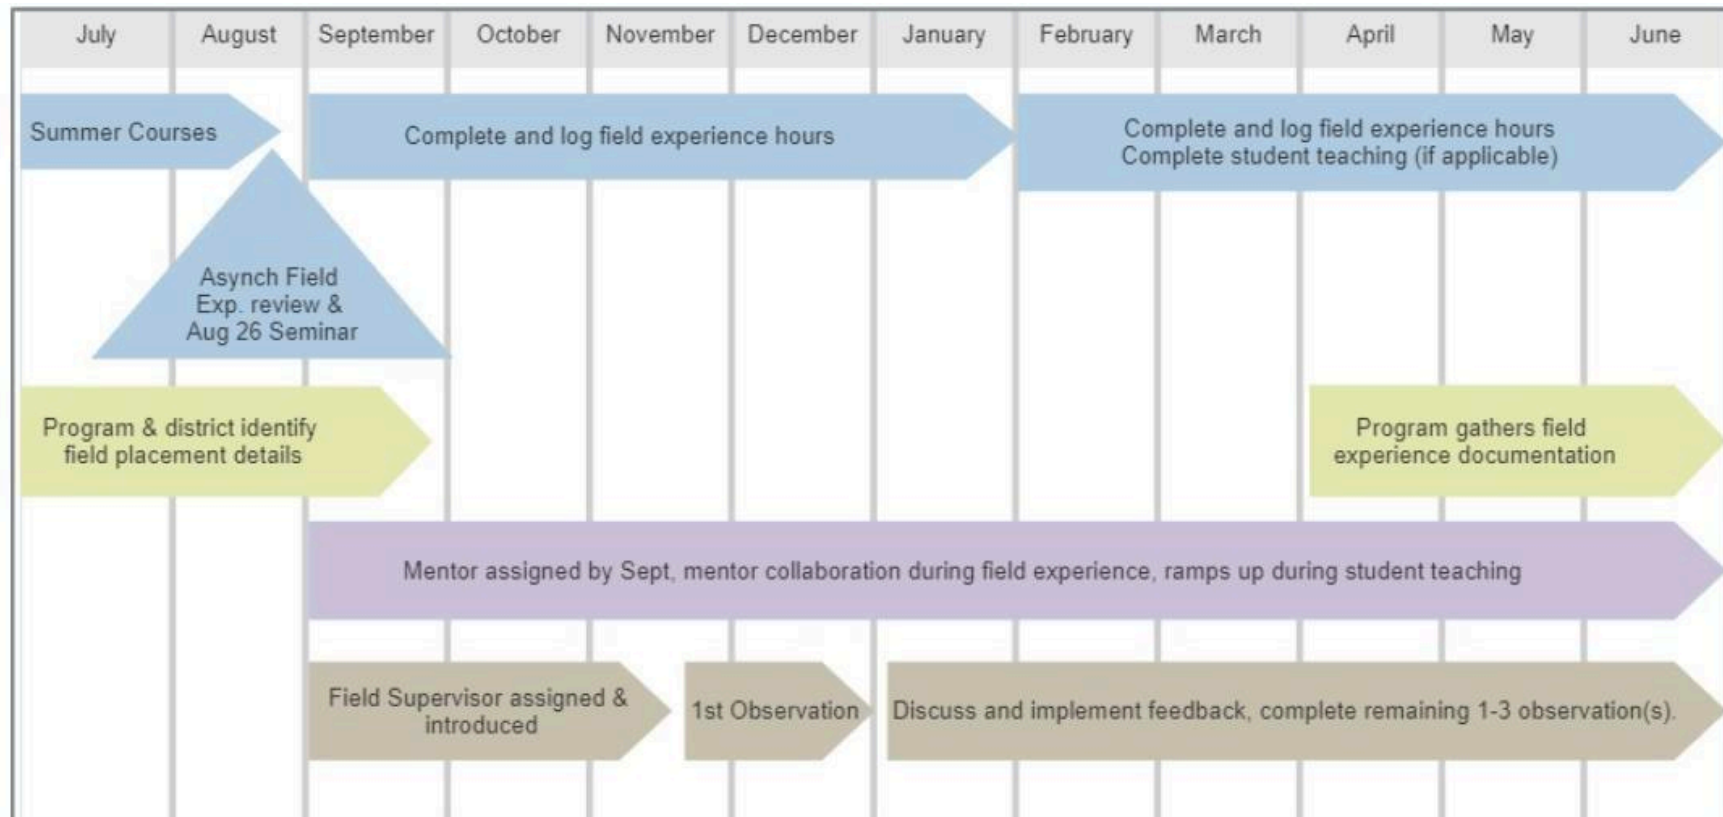 July August September October November December January February March April May June
Summer Courses
Complete and log field experience hours
Complete and log field experience hours
Complete student teaching (if applicable)
Asynch Field
Exp. review &
Aug 26 Seminar
Program & district identify
field placement details
Program gathers field
experience documentation
Mentor assigned by Sept, mentor collaboration during field experience, ramps up during student teaching
Field Supervisor assigned &
introduced
1st Observation
Discuss and implement feedback, complete remaining 1-3 observation(s).